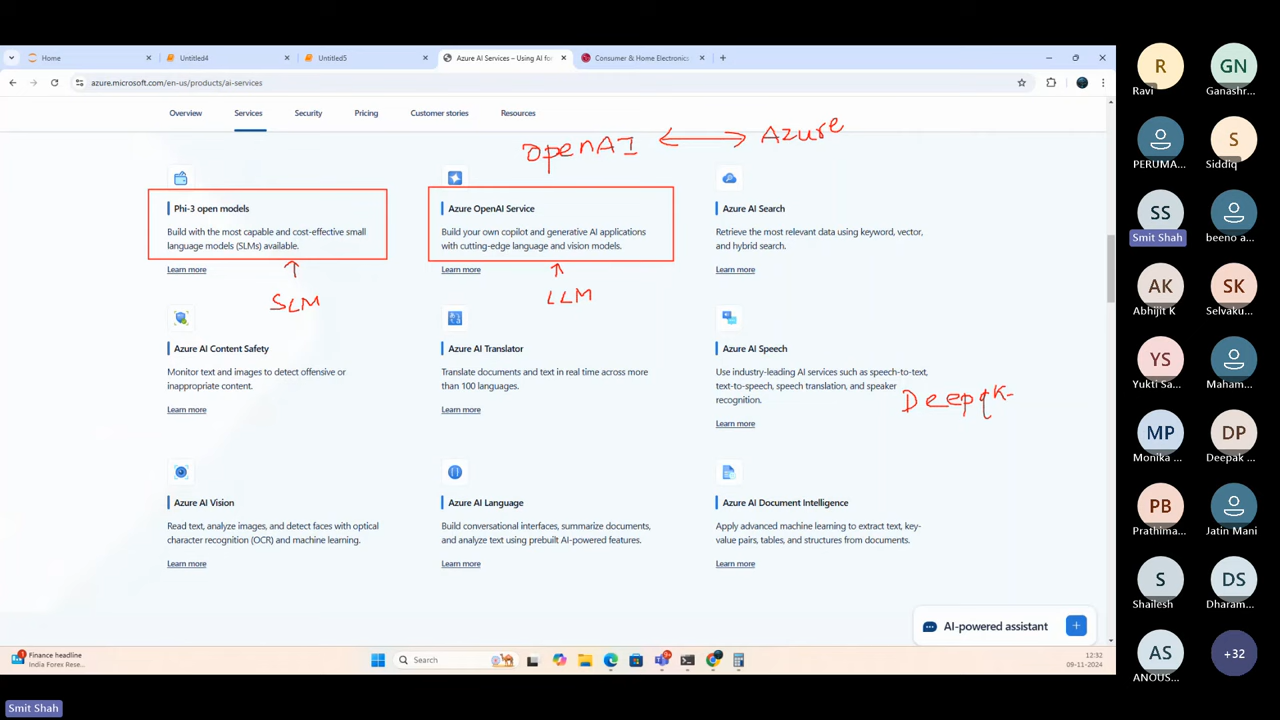 Home
Untitled4
Untitled5
Azure AI Services – Using AI for
Consumer & Home Electronics
azure.microsoft.com/en-us/products/ai-services
Overview
Services
Security
Pricing
Customer stories
Resources
OpenAI Azure
Phi-3 open models
Build with the most capable and cost-effective small
language models (SLMs) available.
Learn more
SLM
Azure OpenAI Service
Build your own copilot and generative AI applications
with cutting-edge language and vision models.
Learn more
LLM
Azure AI Search
Retrieve the most relevant data using keyword, vector,
and hybrid search.
Learn more
Azure AI Content Safety
Monitor text and images to detect offensive or
inappropriate content.
Learn more
Azure AI Translator
Translate documents and text in real time across more
than 100 languages.
Learn more
Azure AI Speech
Use industry-leading AI services such as speech-to-text,
text-to-speech, speech translation, and speaker
recognition.
Learn more
Azure AI Vision
Read text, analyze images, and detect faces with optical
character recognition (OCR) and machine learning.
Learn more
Azure AI Language
Build conversational interfaces, summarize documents,
and analyze text using prebuilt AI-powered features.
Learn more
Azure AI Document Intelligence
Apply advanced machine learning to extract text, key-
value pairs, tables, and structures from documents.
Learn more
AI-powered assistant
Finance headline
India Forex Rese...
Search
12:32
09-11-2024
R
Ravi
GN
Ganashr...
PERUMA...
S
Siddiq
SS
Smit Shah
beeno a...
AK
Abhijit K
SK
Selvaku...
YS
Yukti Sa...
Maham...
MP
Monika ...
DP
Deepak ...
PB
Prathima...
Jatin Mani
S
Shailesh
DS
Dharam...
AS
ANOUS...
+32
Smit Shah